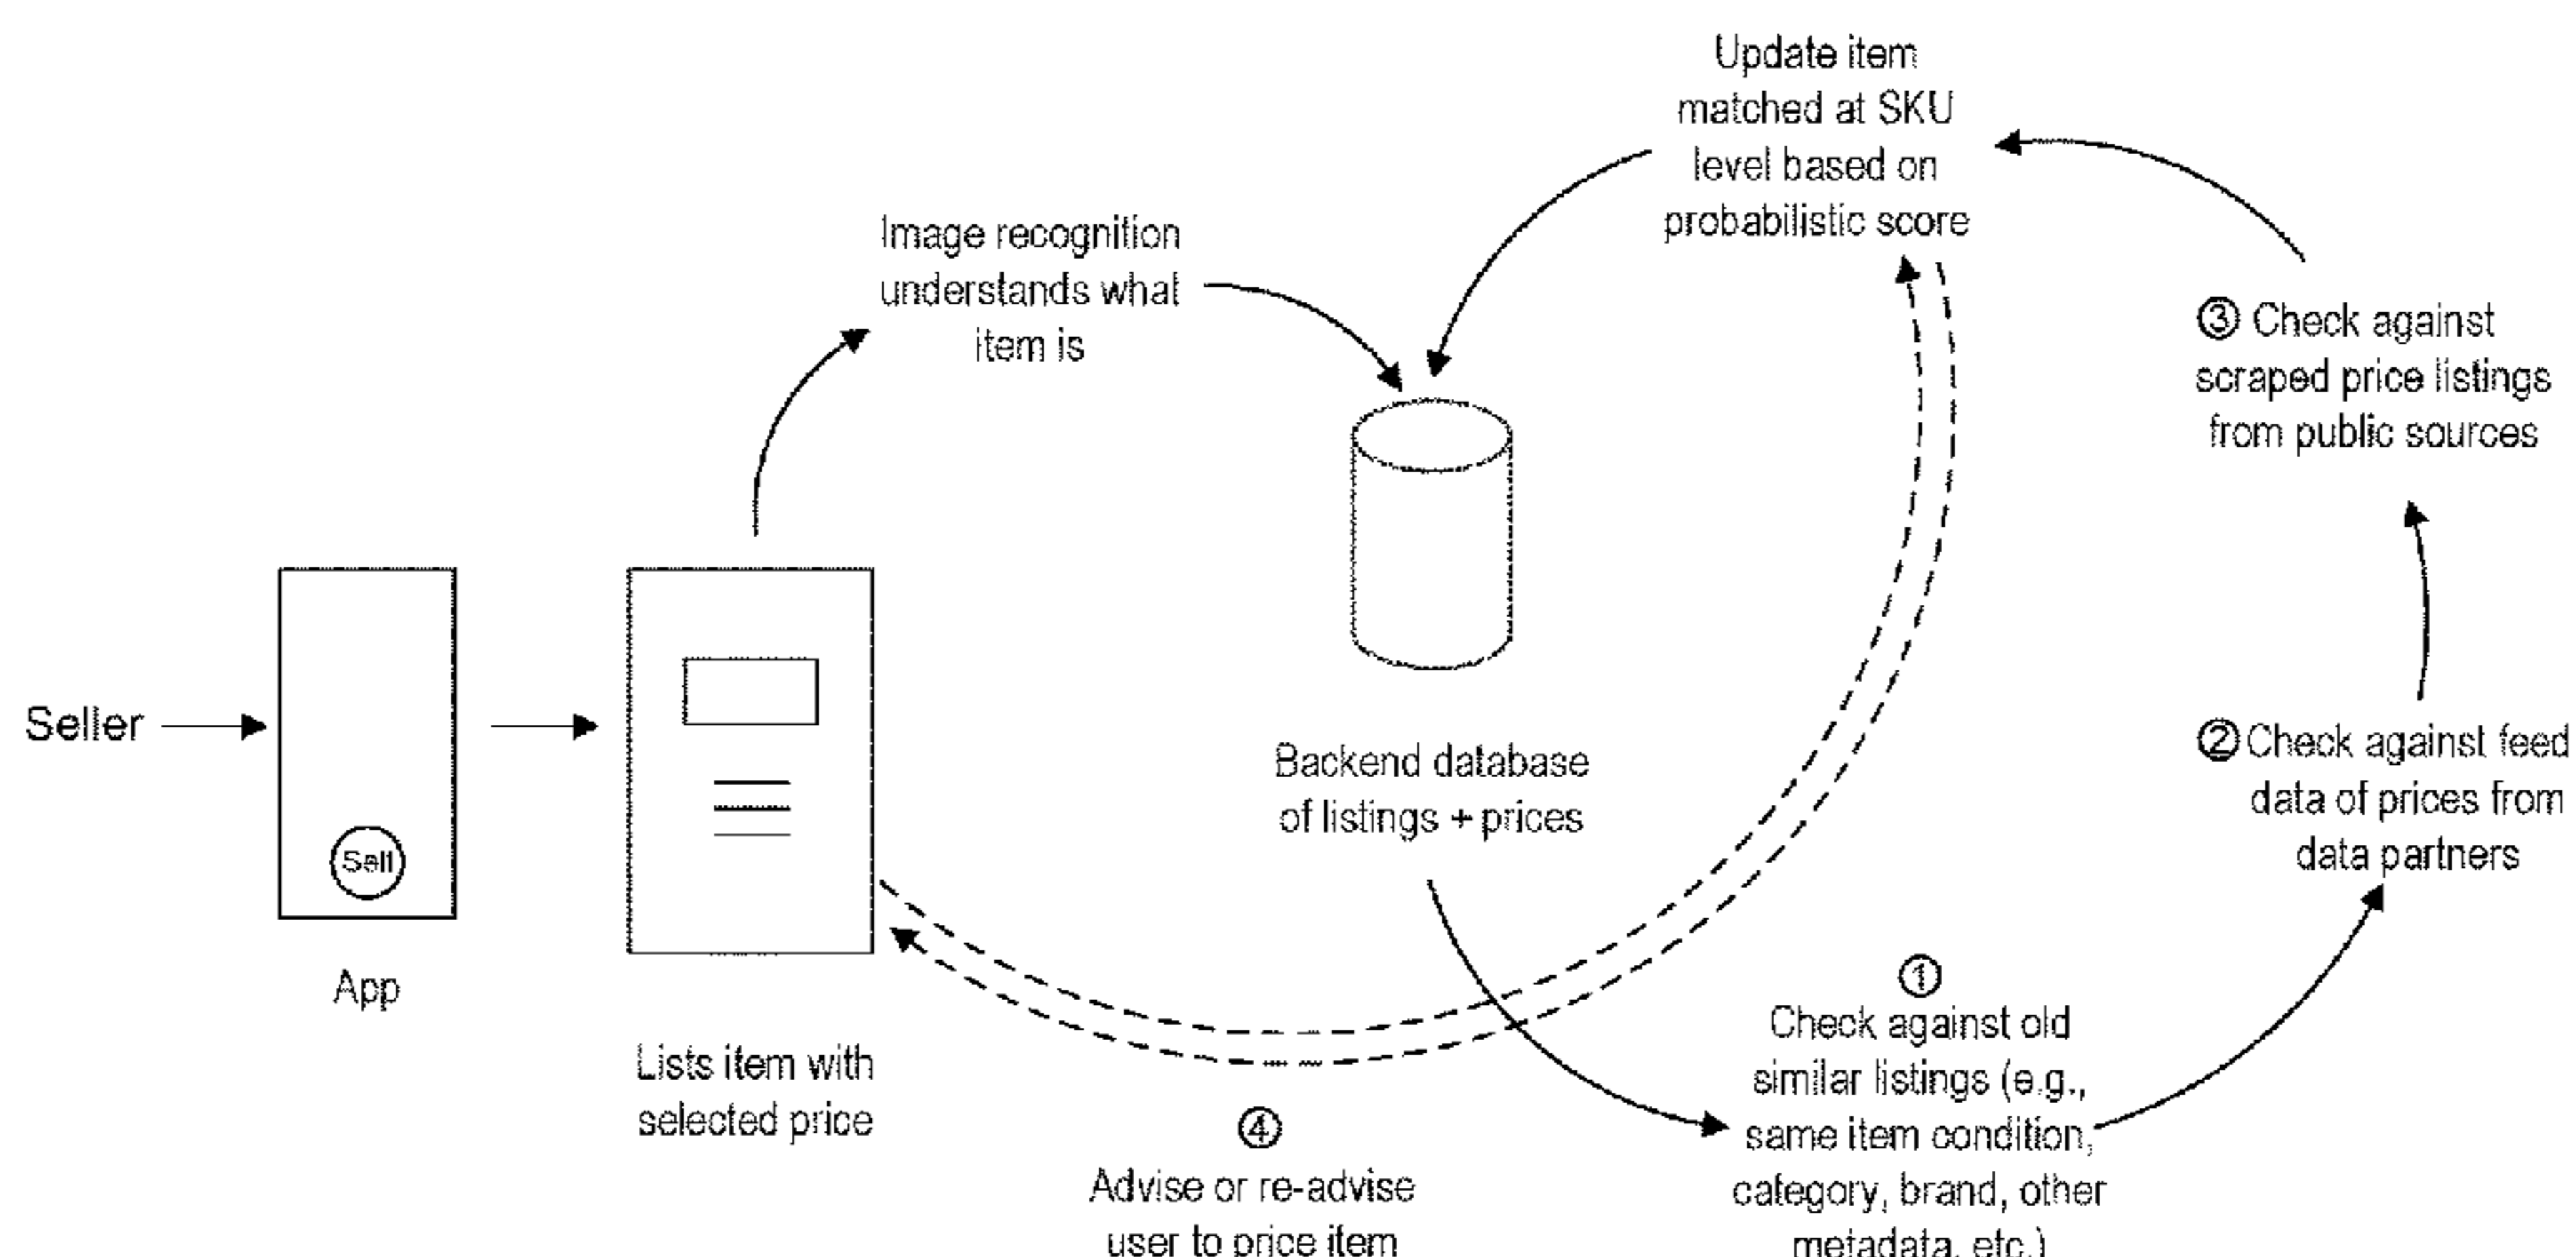 Seller
Sell
App
Lists item with
selected price
Image recognition
understands what
item is
Backend database
of listings + prices
①
Check against old
similar listings (e.g.,
same item condition,
category, brand, other
metadata, etc.)
② Check against feed
data of prices from
data partners
③ Check against
scraped price listings
from public sources
Update item
matched at SKU
level based on
probabilistic score
④
Advise or re-advise
user to price item